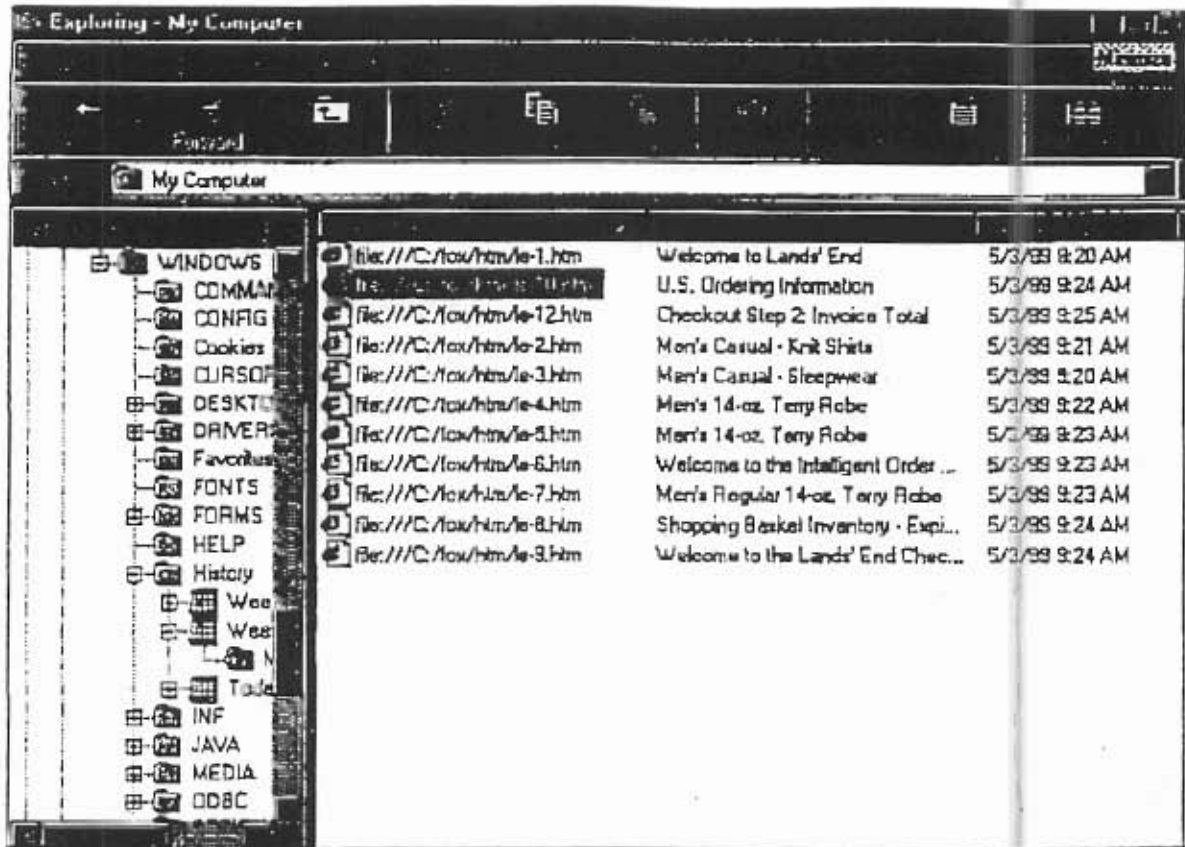 Exploring - My Computer
Forward
My Computer
WINDOWS
COMMAN
CONFIG
Cookies
CURSOR
DESKTO
DRIVERS
Favorites
FONTS
FORMS
HELP
History
Wee
Wee
N
Toda
INF
JAVA
MEDIA
ODBC
file:///C:/fox/htm/le-1.htm Welcome to Lands' End 5/3/99 9:20 AM
U.S. Ordering Information 5/3/99 9:24 AM
file:///C:/fox/htm/le-12.htm Checkout Step 2: Invoice Total 5/3/99 9:25 AM
file:///C:/fox/htm/le-2.htm Men's Casual - Knit Shirts 5/3/99 9:21 AM
file:///C:/fox/htm/le-3.htm Men's Casual - Sleepwear 5/3/99 9:20 AM
file:///C:/fox/htm/le-4.htm Men's 14-oz. Terry Robe 5/3/99 9:22 AM
file:///C:/fox/htm/le-5.htm Men's 14-oz. Terry Robe 5/3/99 9:23 AM
file:///C:/fox/htm/le-6.htm Welcome to the Intelligent Order ... 5/3/99 9:23 AM
file:///C:/fox/htm/le-7.htm Men's Regular 14-oz. Terry Robe 5/3/99 9:23 AM
file:///C:/fox/htm/le-8.htm Shopping Basket Inventory - Expi... 5/3/99 9:24 AM
file:///C:/fox/htm/le-9.htm Welcome to the Lands' End Chec... 5/3/99 9:24 AM